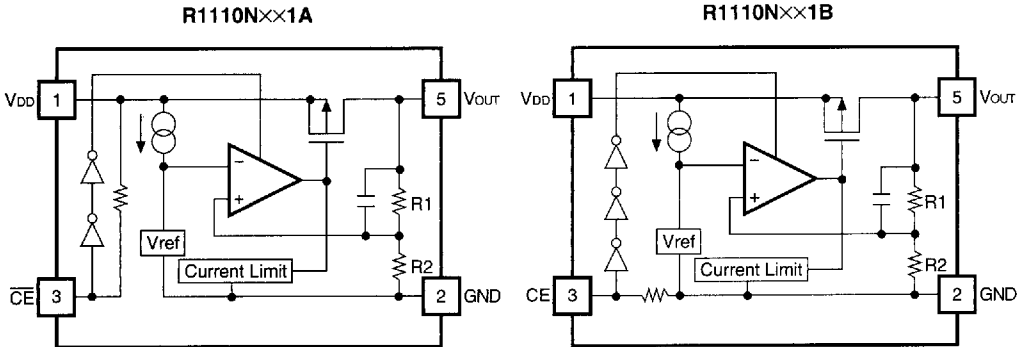 R1110N××1A
VDD 1
5 VOUT
−
+
R1
Vref
R2
Current Limit
C̅E̅ 3
2 GND
R1110N××1B
VDD 1
5 VOUT
−
+
R1
Vref
R2
Current Limit
CE 3
2 GND